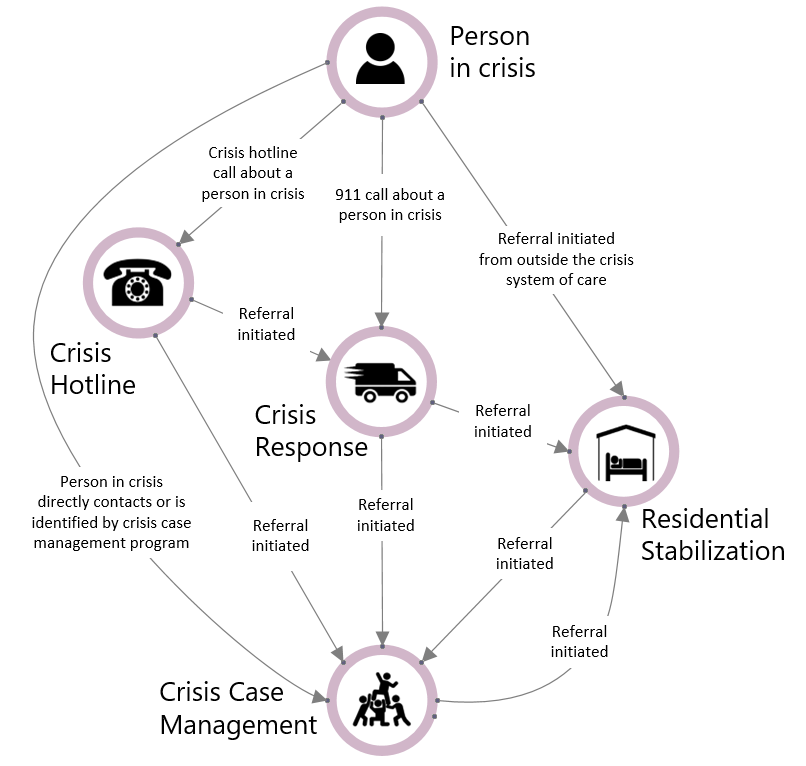 Person
in crisis
Crisis hotline
call about a
person in crisis
911 call about a
person in crisis
Referral initiated
from outside the crisis
system of care
Referral
initiated
Crisis
Hotline
Crisis
Response
Referral
initiated
Person in crisis
directly contacts or is
identified by crisis case
management program
Referral
initiated
Referral
initiated
Residential
Stabilization
Referral
initiated
Referral
initiated
Crisis Case
Management